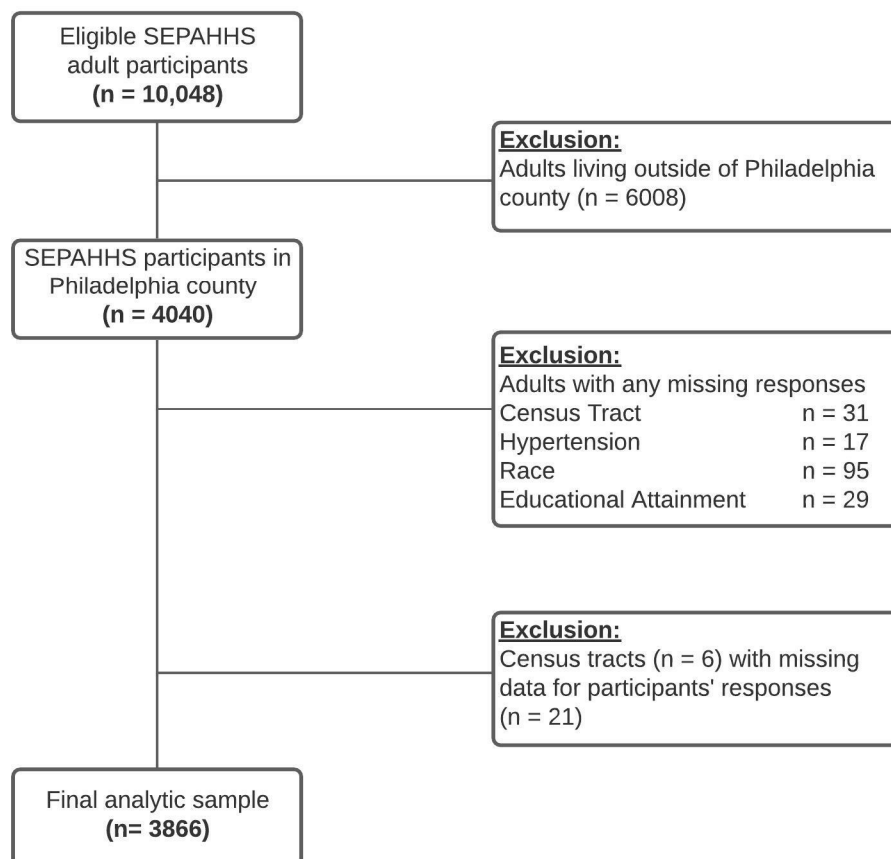 Eligible SEPAHHS
adult participants
(n = 10,048)
Exclusion:
Adults living outside of Philadelphia
county (n = 6008)
SEPAHHS participants in
Philadelphia county
(n = 4040)
Exclusion:
Adults with any missing responses
Census Tract n = 31
Hypertension n = 17
Race n = 95
Educational Attainment n = 29
Exclusion:
Census tracts (n = 6) with missing
data for participants' responses
(n = 21)
Final analytic sample
(n= 3866)